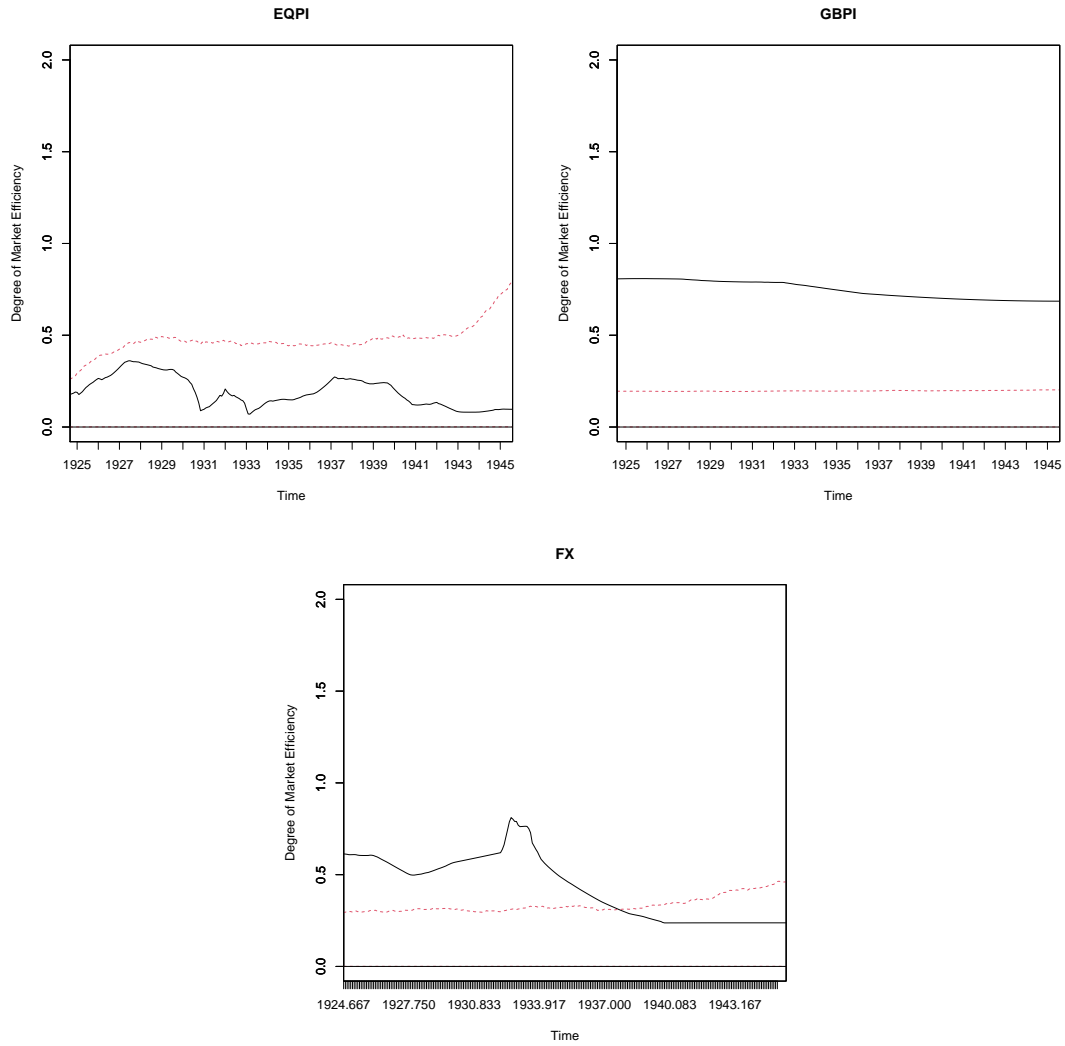 EQPI
Degree of Market Efficiency
2.0
1.5
1.0
0.5
0.0
1925 1927 1929 1931 1933 1935 1937 1939 1941 1943 1945
Time
GBPI
Degree of Market Efficiency
2.0
1.5
1.0
0.5
0.0
1925 1927 1929 1931 1933 1935 1937 1939 1941 1943 1945
Time
FX
Degree of Market Efficiency
2.0
1.5
1.0
0.5
0.0
1924.667 1927.750 1930.833 1933.917 1937.000 1940.083 1943.167
Time